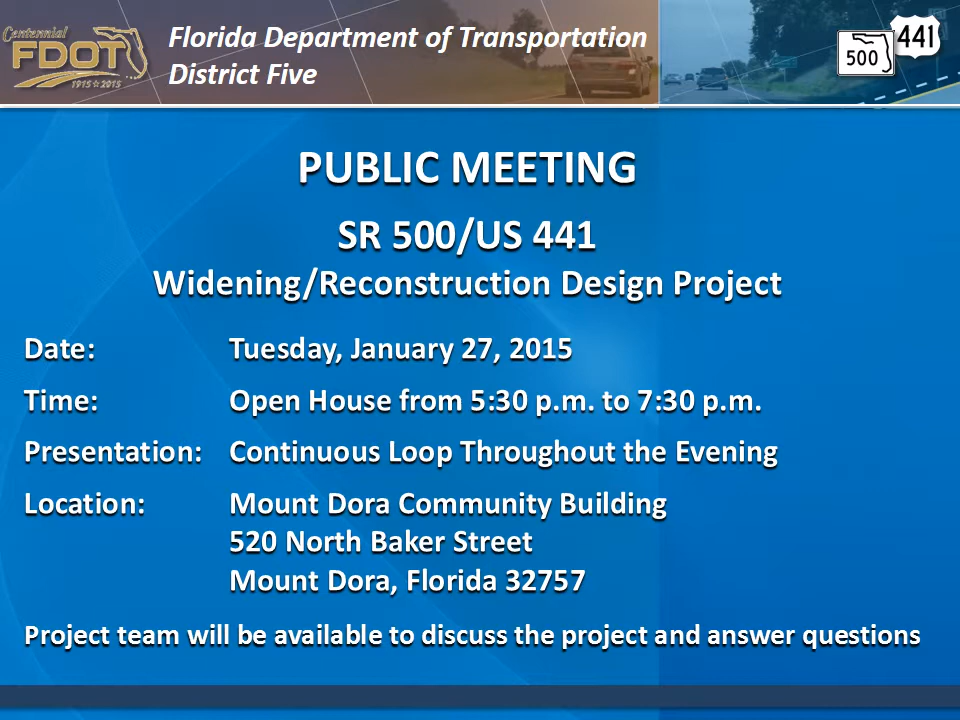 Centennial
FDOT
1915☆2015
Florida Department of Transportation
District Five
500
441
PUBLIC MEETING
SR 500/US 441
Widening/Reconstruction Design Project
Date: Tuesday, January 27, 2015
Time: Open House from 5:30 p.m. to 7:30 p.m.
Presentation: Continuous Loop Throughout the Evening
Location: Mount Dora Community Building
520 North Baker Street
Mount Dora, Florida 32757
Project team will be available to discuss the project and answer questions